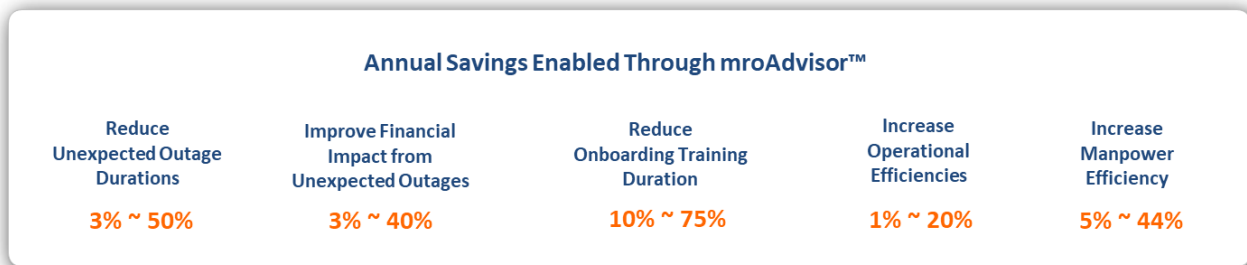 Annual Savings Enabled Through mroAdvisor™
Reduce
Unexpected Outage
Durations
3% ~ 50%
Improve Financial
Impact from
Unexpected Outages
3% ~ 40%
Reduce
Onboarding Training
Duration
10% ~ 75%
Increase
Operational
Efficiencies
1% ~ 20%
Increase
Manpower
Efficiency
5% ~ 44%